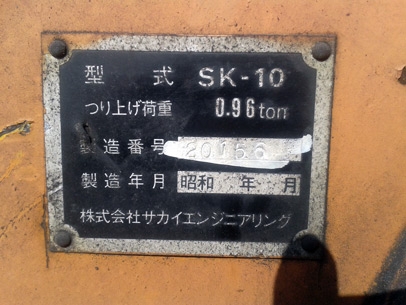 型式 SK-10
つり上げ荷重 0.96ton
製造番号
製造年月 昭和 年 月
株式会社サカイエンジニアリング